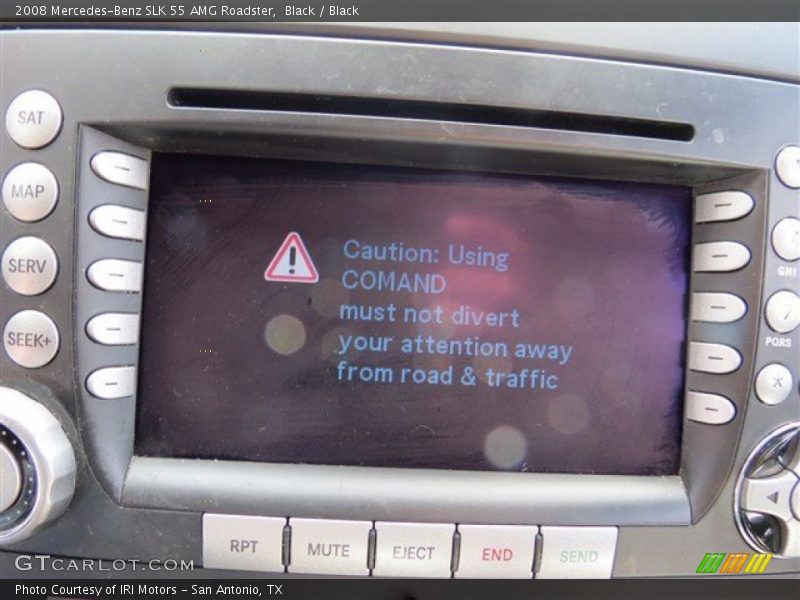 2008 Mercedes-Benz SLK 55 AMG Roadster,  Black / Black
SAT
MAP
SERV
SEEK+
Caution: Using
COMAND
must not divert
your attention away
from road & traffic
GHI
PQRS
*
RPT
MUTE
EJECT
END
SEND
GTCARLOT.COM
Photo Courtesy of IRI Motors - San Antonio, TX